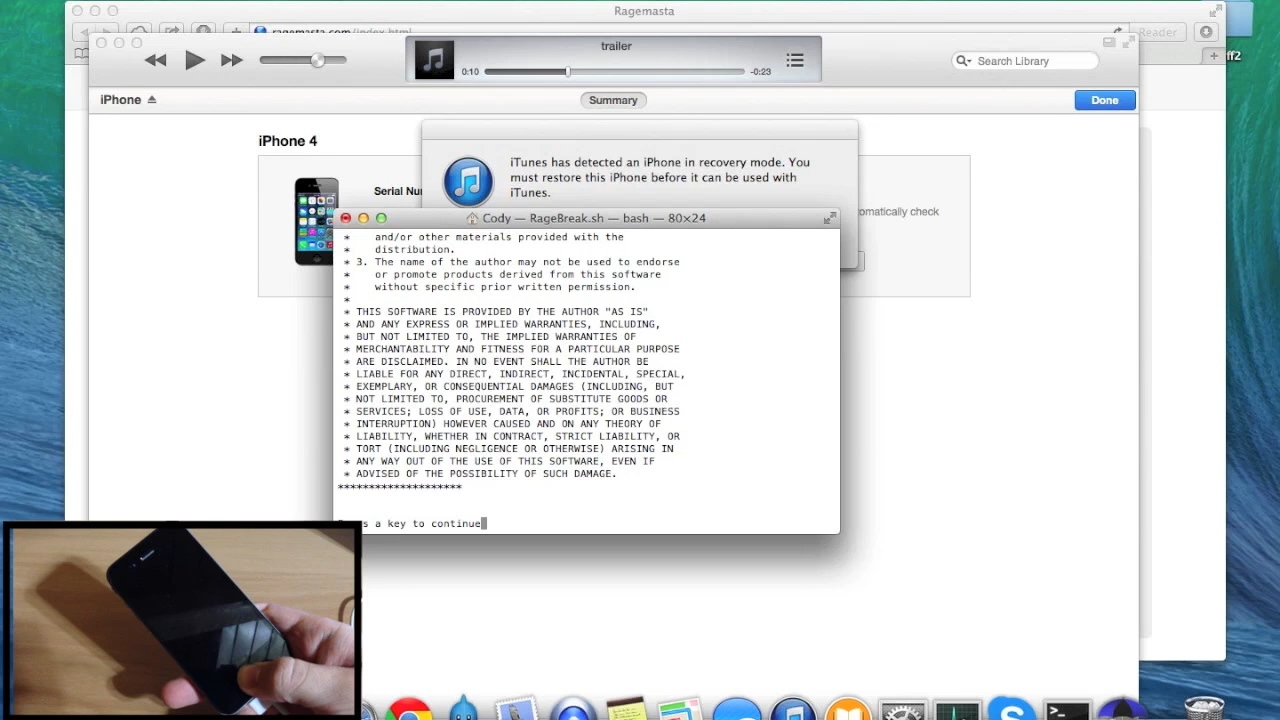 Ragemasta
ragemasta.com/index.html
Reader
trailer
0:10
-0:23
Search Library
ff2
iPhone
Summary
Done
iPhone 4
iTunes has detected an iPhone in recovery mode. You
must restore this iPhone before it can be used with
iTunes.
Serial
omatically check
Cody — RageBreak.sh — bash — 80×24
* and/or other materials provided with the
* distribution.
* 3. The name of the author may not be used to endorse
* or promote products derived from this software
* without specific prior written permission.
*
* THIS SOFTWARE IS PROVIDED BY THE AUTHOR "AS IS"
* AND ANY EXPRESS OR IMPLIED WARRANTIES, INCLUDING,
* BUT NOT LIMITED TO, THE IMPLIED WARRANTIES OF
* MERCHANTABILITY AND FITNESS FOR A PARTICULAR PURPOSE
* ARE DISCLAIMED. IN NO EVENT SHALL THE AUTHOR BE
* LIABLE FOR ANY DIRECT, INDIRECT, INCIDENTAL, SPECIAL,
* EXEMPLARY, OR CONSEQUENTIAL DAMAGES (INCLUDING, BUT
* NOT LIMITED TO, PROCUREMENT OF SUBSTITUTE GOODS OR
* SERVICES; LOSS OF USE, DATA, OR PROFITS; OR BUSINESS
* INTERRUPTION) HOWEVER CAUSED AND ON ANY THEORY OF
* LIABILITY, WHETHER IN CONTRACT, STRICT LIABILITY, OR
* TORT (INCLUDING NEGLIGENCE OR OTHERWISE) ARISING IN
* ANY WAY OUT OF THE USE OF THIS SOFTWARE, EVEN IF
* ADVISED OF THE POSSIBILITY OF SUCH DAMAGE.
********************
s a key to continue